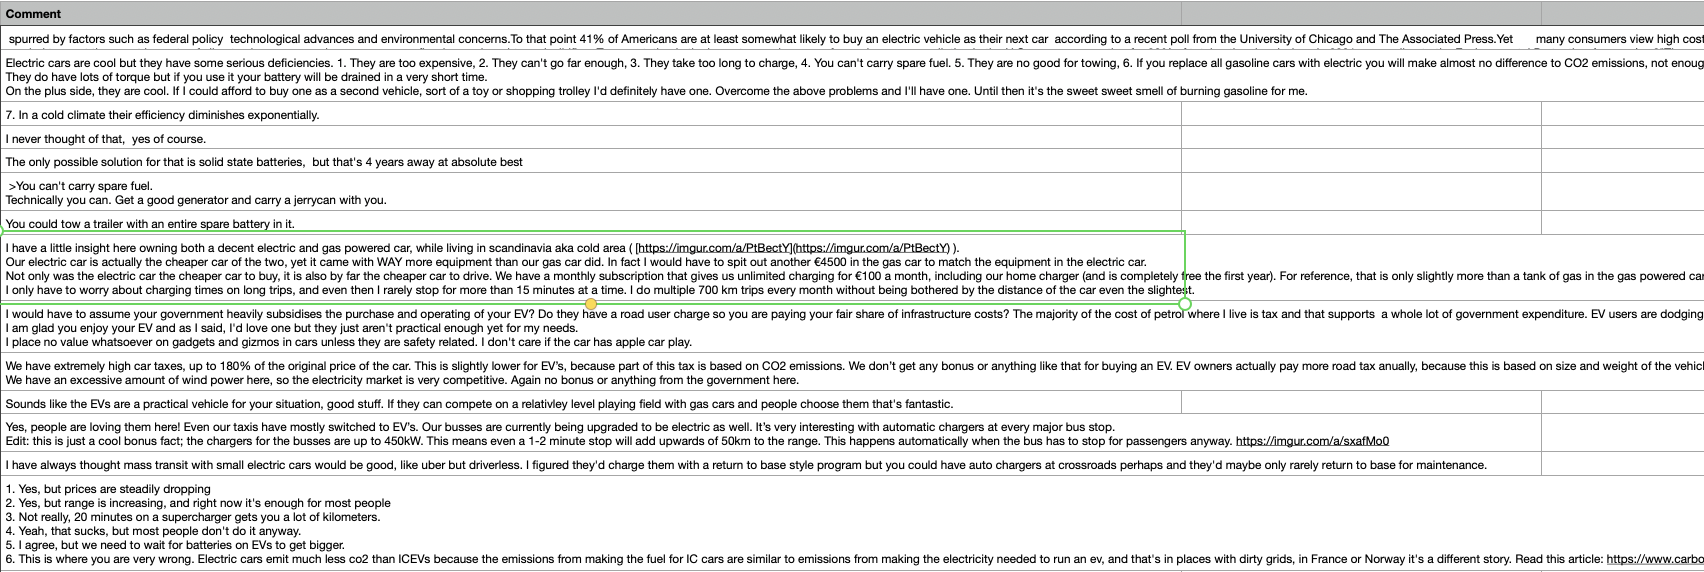 Comment
spurred by factors such as federal policy  technological advances and environmental concerns.To that point 41% of Americans are at least somewhat likely to buy an electric vehicle as their next car  according to a recent poll from the University of Chicago and The Associated Press.Yet      many consumers view high cost
Electric cars are cool but they have some serious deficiencies. 1. They are too expensive, 2. They can't go far enough, 3. They take too long to charge, 4. You can't carry spare fuel. 5. They are no good for towing, 6. If you replace all gasoline cars with electric you will make almost no difference to CO2 emissions, not enoug
They do have lots of torque but if you use it your battery will be drained in a very short time.
On the plus side, they are cool. If I could afford to buy one as a second vehicle, sort of a toy or shopping trolley I'd definitely have one. Overcome the above problems and I'll have one. Until then it's the sweet sweet smell of burning gasoline for me.
7. In a cold climate their efficiency diminishes exponentially.
I never thought of that,  yes of course.
The only possible solution for that is solid state batteries,  but that's 4 years away at absolute best
>You can't carry spare fuel.
Technically you can. Get a good generator and carry a jerrycan with you.
You could tow a trailer with an entire spare battery in it.
I have a little insight here owning both a decent electric and gas powered car, while living in scandinavia aka cold area ( [https://imgur.com/a/PtBectY](https://imgur.com/a/PtBectY) ).
Our electric car is actually the cheaper car of the two, yet it came with WAY more equipment than our gas car did. In fact I would have to spit out another €4500 in the gas car to match the equipment in the electric car.
Not only was the electric car the cheaper car to buy, it is also by far the cheaper car to drive. We have a monthly subscription that gives us unlimited charging for €100 a month, including our home charger (and is completely free the first year). For reference, that is only slightly more than a tank of gas in the gas powered car
I only have to worry about charging times on long trips, and even then I rarely stop for more than 15 minutes at a time. I do multiple 700 km trips every month without being bothered by the distance of the car even the slightest.
I would have to assume your government heavily subsidises the purchase and operating of your EV? Do they have a road user charge so you are paying your fair share of infrastructure costs? The majority of the cost of petrol where I live is tax and that supports  a whole lot of government expenditure. EV users are dodging
I am glad you enjoy your EV and as I said, I'd love one but they just aren't practical enough yet for my needs.
I place no value whatsoever on gadgets and gizmos in cars unless they are safety related. I don't care if the car has apple car play.
We have extremely high car taxes, up to 180% of the original price of the car. This is slightly lower for EV's, because part of this tax is based on CO2 emissions. We don't get any bonus or anything like that for buying an EV. EV owners actually pay more road tax anually, because this is based on size and weight of the vehicl
We have an excessive amount of wind power here, so the electricity market is very competitive. Again no bonus or anything from the government here.
Sounds like the EVs are a practical vehicle for your situation, good stuff. If they can compete on a relativley level playing field with gas cars and people choose them that's fantastic.
Yes, people are loving them here! Even our taxis have mostly switched to EV's. Our busses are currently being upgraded to be electric as well. It's very interesting with automatic chargers at every major bus stop.
Edit: this is just a cool bonus fact; the chargers for the busses are up to 450kW. This means even a 1-2 minute stop will add upwards of 50km to the range. This happens automatically when the bus has to stop for passengers anyway. https://imgur.com/a/sxafMo0
I have always thought mass transit with small electric cars would be good, like uber but driverless. I figured they'd charge them with a return to base style program but you could have auto chargers at crossroads perhaps and they'd maybe only rarely return to base for maintenance.
1. Yes, but prices are steadily dropping
2. Yes, but range is increasing, and right now it's enough for most people
3. Not really, 20 minutes on a supercharger gets you a lot of kilometers.
4. Yeah, that sucks, but most people don't do it anyway.
5. I agree, but we need to wait for batteries on EVs to get bigger.
6. This is where you are very wrong. Electric cars emit much less co2 than ICEVs because the emissions from making the fuel for IC cars are similar to emissions from making the electricity needed to run an ev, and that's in places with dirty grids, in France or Norway it's a different story. Read this article: https://www.carbo